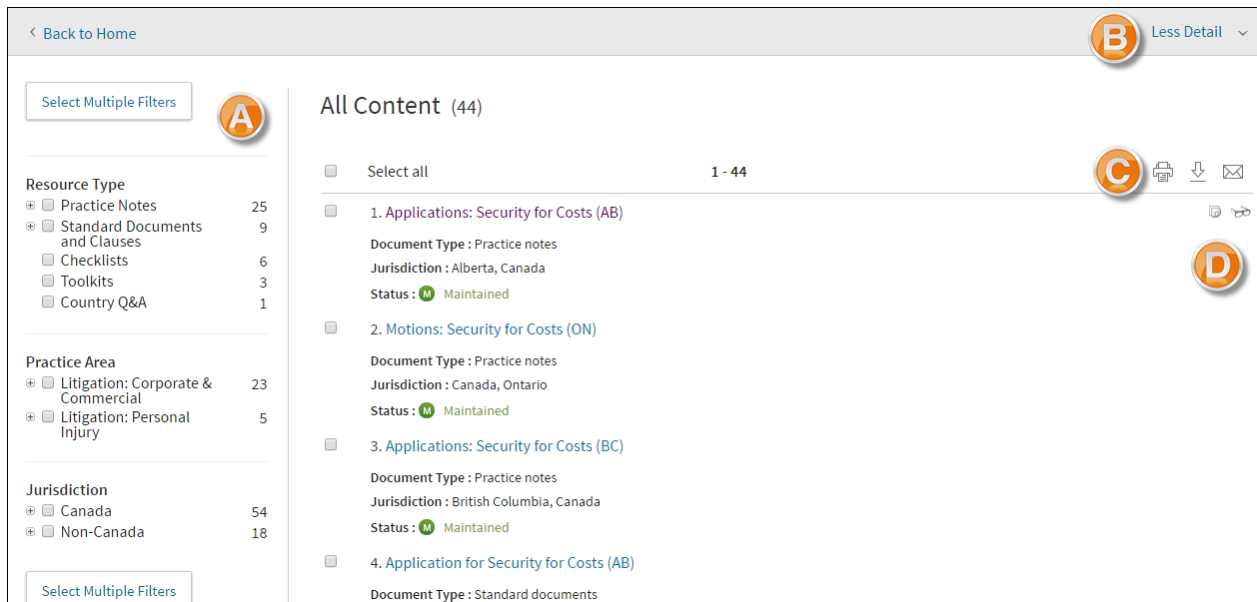 Back to Home
B
Less Detail
Select Multiple Filters
A
All Content (44)
Select all
1 - 44
C
Resource Type
Practice Notes 25
Standard Documents 9
and Clauses
Checklists 6
Toolkits 3
Country Q&A 1
Practice Area
Litigation: Corporate & 23
Commercial
Litigation: Personal 5
Injury
Jurisdiction
Canada 54
Non-Canada 18
Select Multiple Filters
1. Applications: Security for Costs (AB)
Document Type : Practice notes
Jurisdiction : Alberta, Canada
Status : M Maintained
D
2. Motions: Security for Costs (ON)
Document Type : Practice notes
Jurisdiction : Canada, Ontario
Status : M Maintained
3. Applications: Security for Costs (BC)
Document Type : Practice notes
Jurisdiction : British Columbia, Canada
Status : M Maintained
4. Application for Security for Costs (AB)
Document Type : Standard documents